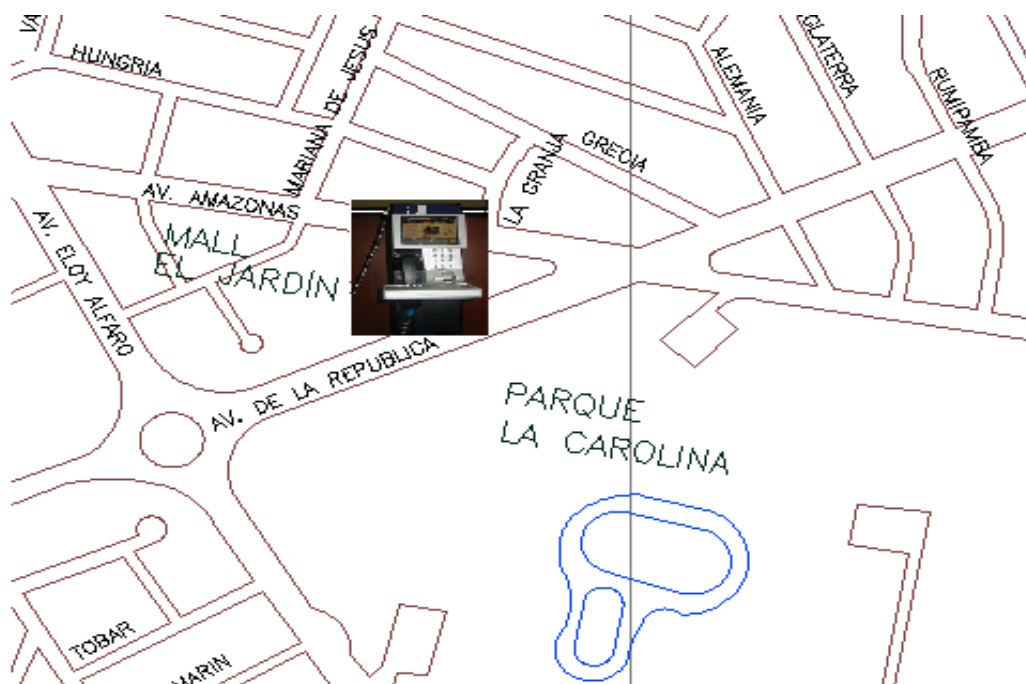 HUNGRIA
MARIANA DE JESUS
ALEMANIA
GLATERRA
RUMIPAMBA
GRECIA
LA GRANJA
AV. AMAZONAS
MALL
EL JARDÍN
AV. ELOY ALFARO
AV. DE LA REPUBLICA
PARQUE
LA CAROLINA
TOBAR
MARIN